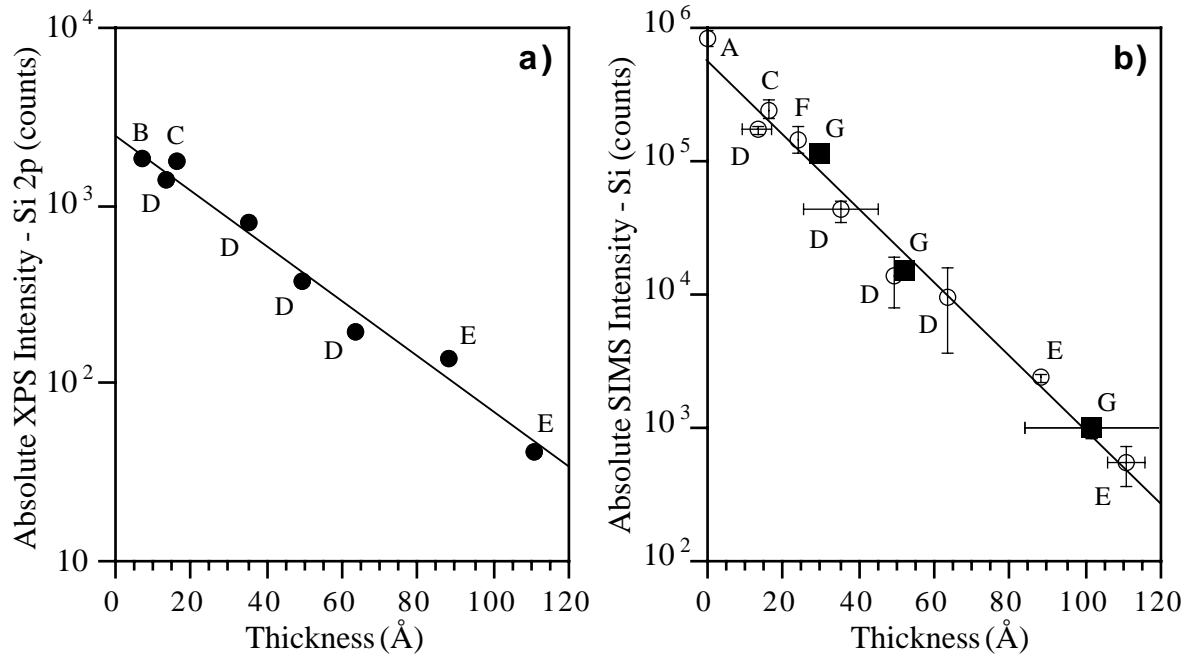 a)
Absolute XPS Intensity - Si 2p (counts)
10^4
10^3
10^2
10
B
C
D
D
D
D
E
E
0 20 40 60 80 100 120
Thickness (Å)
b)
Absolute SIMS Intensity - Si (counts)
10^6
10^5
10^4
10^3
10^2
A
C
F
G
D
D
G
D
D
E
G
E
0 20 40 60 80 100 120
Thickness (Å)